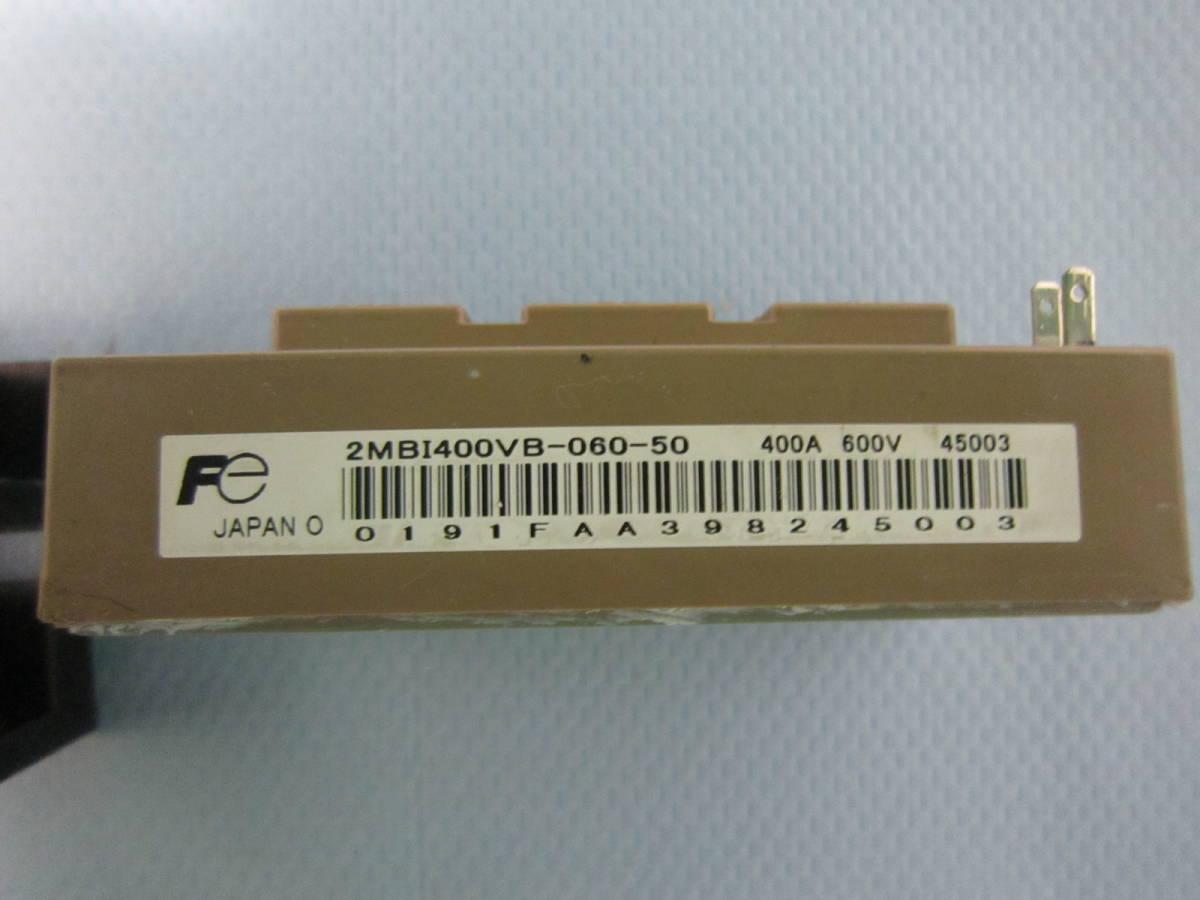 2MBI400VB-060-50 400A 600V 45003
Fe
JAPAN O
0191FAA398245003